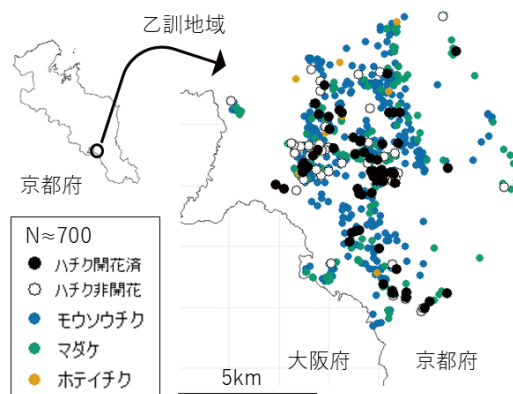 乙訓地域
京都府
N≈700
ハチク開花済
ハチク非開花
モウソウチク
マダケ
ホテイチク
大阪府
京都府
5km